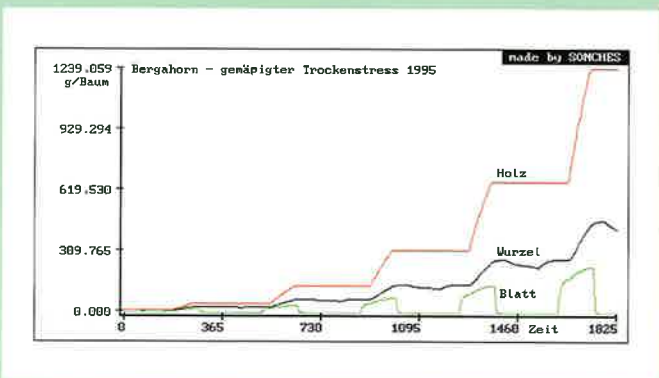 made by SONCHES
1239.059 Bergahorn - gemäpigter Trockenstress 1995
g/Baum
929.294
619.530
Holz
309.765
Wurzel
Blatt
0.000
0 365 730 1095 1460 Zeit 1825